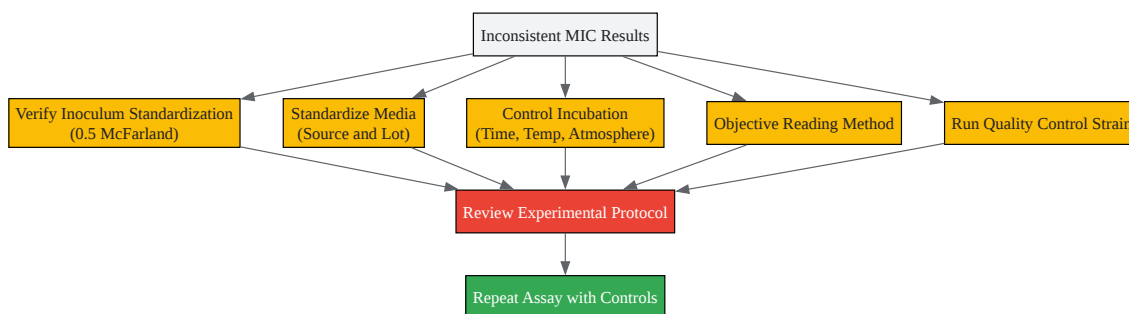 Inconsistent MIC Results
Verify Inoculum Standardization
(0.5 McFarland)
Standardize Media
(Source and Lot)
Control Incubation
(Time, Temp, Atmosphere)
Objective Reading Method
Run Quality Control Strain
Review Experimental Protocol
Repeat Assay with Controls